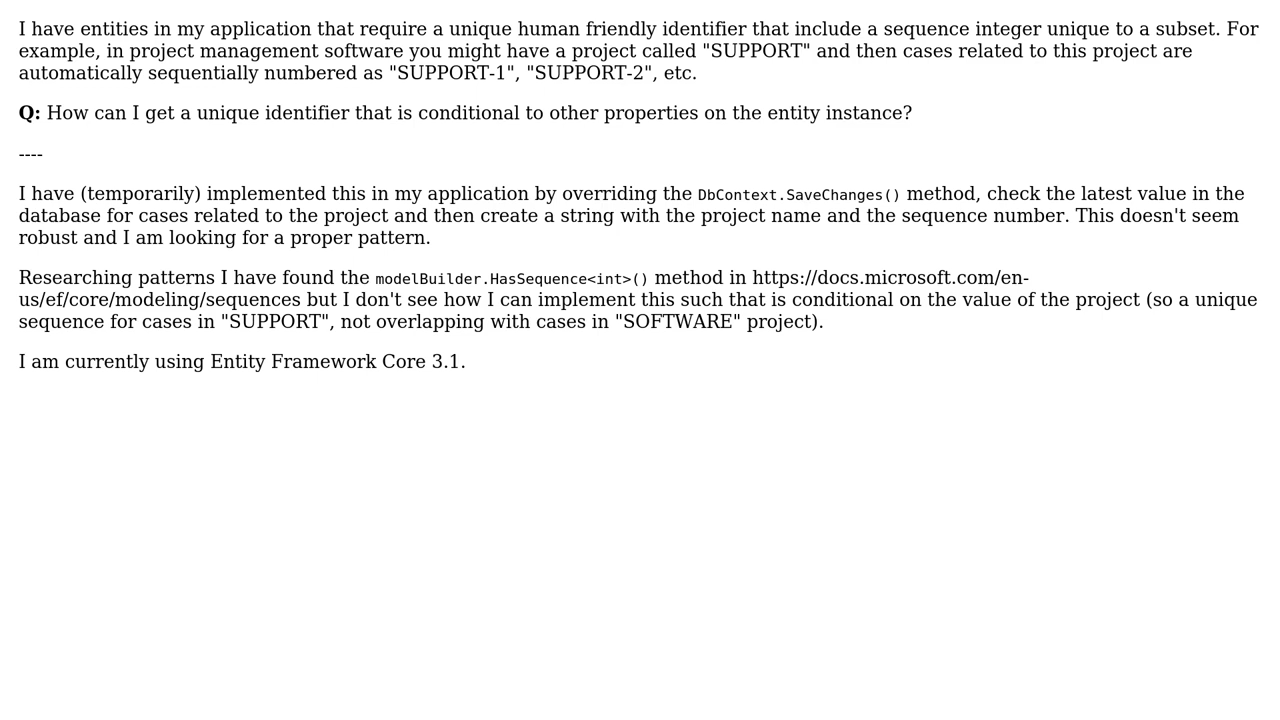 I have entities in my application that require a unique human friendly identifier that include a sequence integer unique to a subset. For
example, in project management software you might have a project called "SUPPORT" and then cases related to this project are
automatically sequentially numbered as "SUPPORT-1", "SUPPORT-2", etc.
Q: How can I get a unique identifier that is conditional to other properties on the entity instance?
----
I have (temporarily) implemented this in my application by overriding the DbContext.SaveChanges() method, check the latest value in the
database for cases related to the project and then create a string with the project name and the sequence number. This doesn't seem
robust and I am looking for a proper pattern.
Researching patterns I have found the modelBuilder.HasSequence<int>() method in https://docs.microsoft.com/en-
us/ef/core/modeling/sequences but I don't see how I can implement this such that is conditional on the value of the project (so a unique
sequence for cases in "SUPPORT", not overlapping with cases in "SOFTWARE" project).
I am currently using Entity Framework Core 3.1.